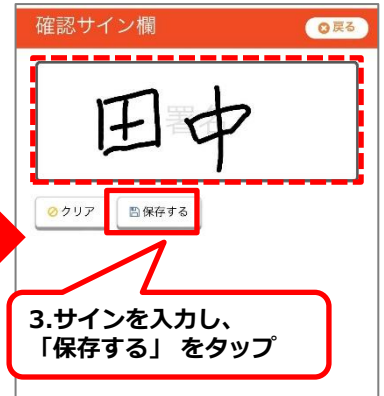 確認サイン欄
戻る
署名
田中
クリア
保存する
3.サインを入力し、
「保存する」 をタップ